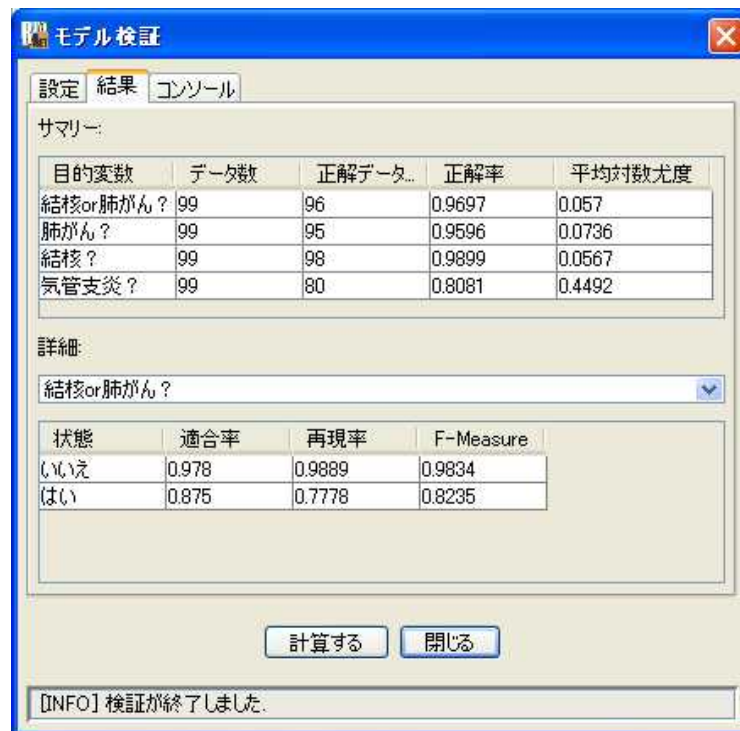 モデル検証
設定 結果 コンソール
サマリー:
目的変数 データ数 正解データ... 正解率 平均対数尤度
結核or肺がん？ 99 96 0.9697 0.057
肺がん？ 99 95 0.9596 0.0736
結核？ 99 98 0.9899 0.0567
気管支炎？ 99 80 0.8081 0.4492
詳細:
結核or肺がん？
状態 適合率 再現率 F-Measure
いいえ 0.978 0.9889 0.9834
はい 0.875 0.7778 0.8235
計算する 閉じる
[INFO] 検証が終了しました.